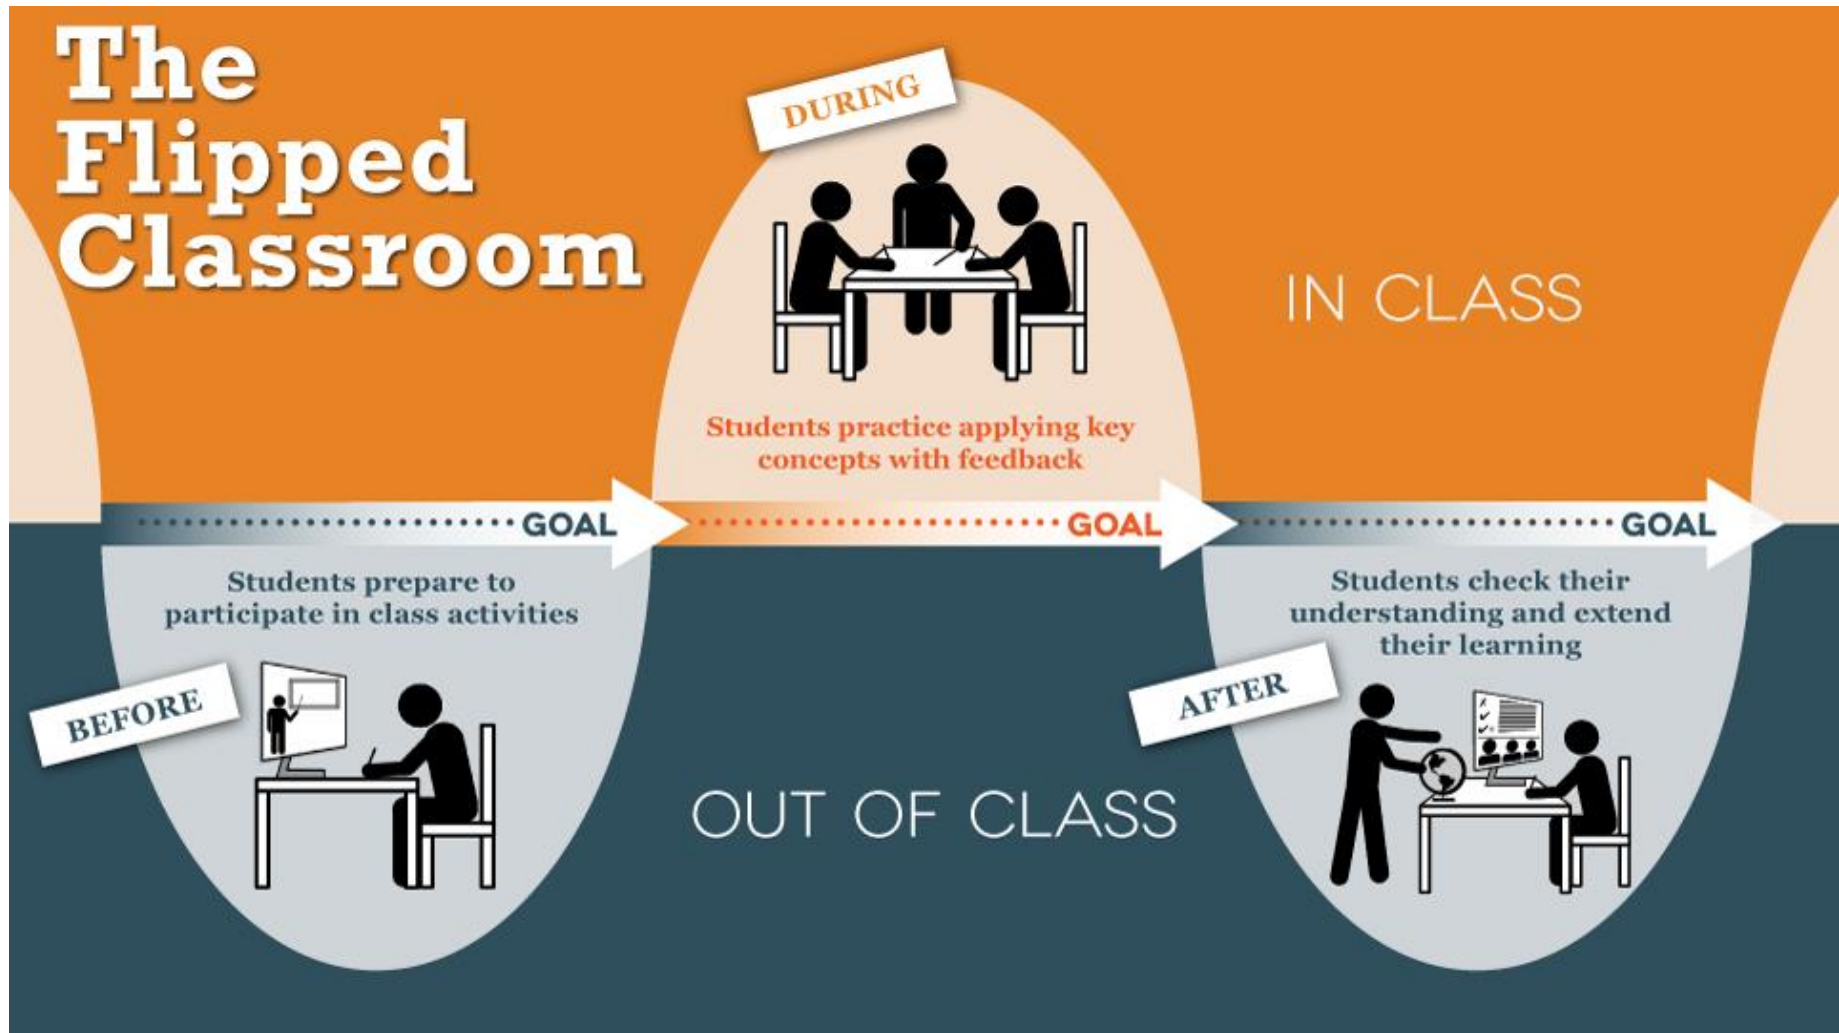 The
Flipped
Classroom
DURING
IN CLASS
Students practice applying key
concepts with feedback
GOAL
GOAL
GOAL
Students prepare to
participate in class activities
BEFORE
Students check their
understanding and extend
their learning
AFTER
OUT OF CLASS